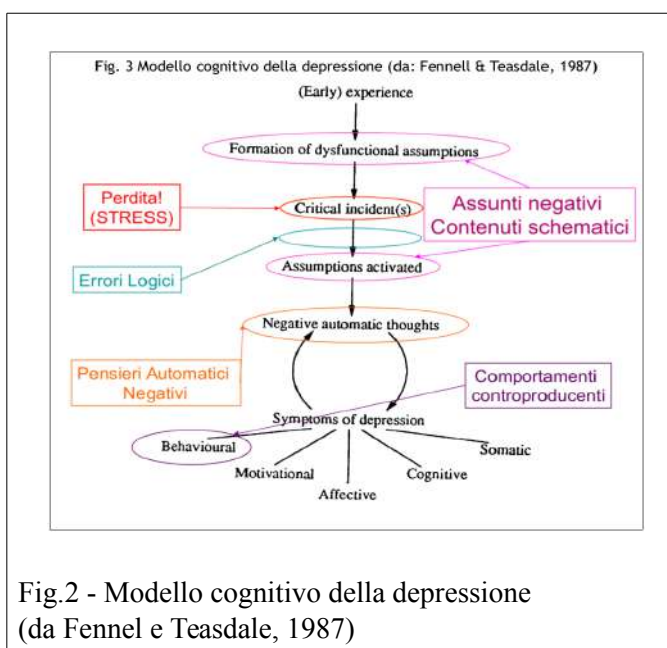 Fig. 3 Modello cognitivo della depressione (da: Fennell & Teasdale, 1987)
(Early) experience
Formation of dysfunctional assumptions
Perdita!
(STRESS)
Critical incident(s)
Assunti negativi
Contenuti schematici
Errori Logici
Assumptions activated
Negative automatic thoughts
Pensieri Automatici
Negativi
Comportamenti
controproducenti
Symptoms of depression
Behavioural
Motivational
Affective
Cognitive
Somatic
Fig.2 - Modello cognitivo della depressione
(da Fennel e Teasdale, 1987)